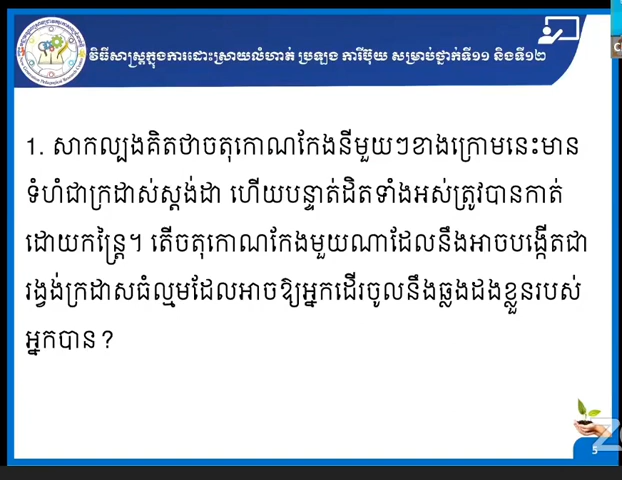 វិធីសាស្ត្រក្នុងការដោះស្រាយលំហាត់ ប្រឡង ការីប៊ុយ សម្រាប់ថ្នាក់ទី១១ និងទី១២
1. សាកល្បងគិតថាចតុកោណកែងនីមួយៗខាងក្រោមនេះមាន
ទំហំជាក្រដាស់ស្តង់ដា ហើយបន្ទាត់ដិតទាំងអស់ត្រូវបានកាត់
ដោយកន្ត្រៃ។ តើចតុកោណកែងមួយណាដែលនឹងអាចបង្កើតជា
រង្វង់ក្រដាសធំល្មមដែលអាចឱ្យអ្នកដើរចូលនឹងឆ្លងដងខ្លួនរបស់
អ្នកបាន?
5